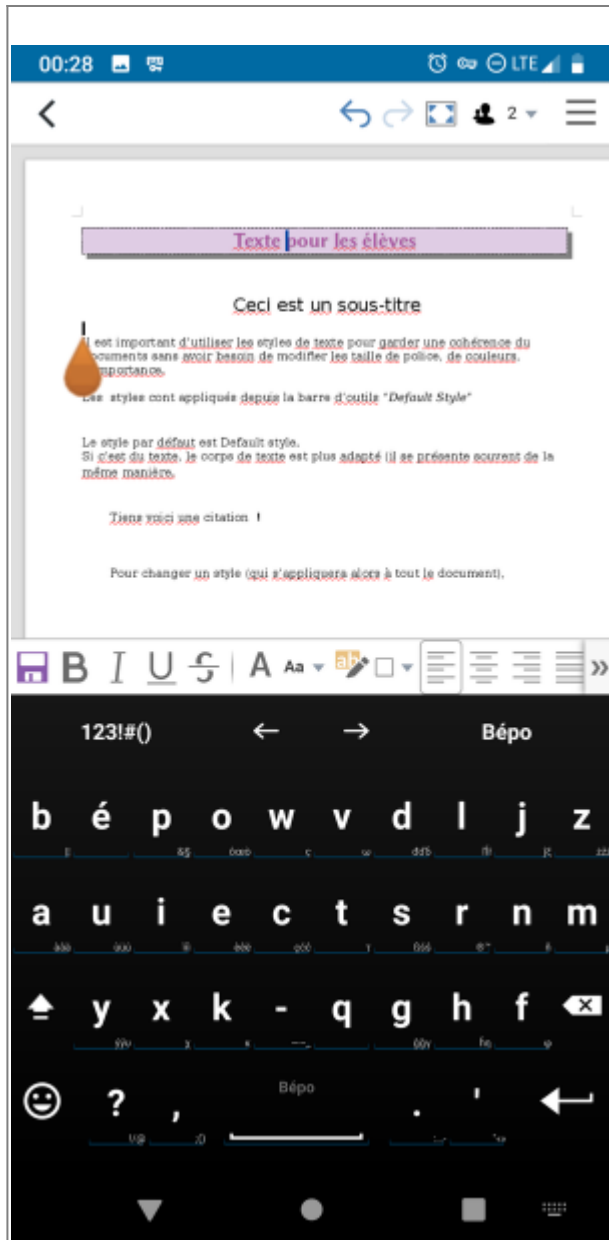 00:28 LTE
2
Texte pour les élèves
Ceci est un sous-titre
est important d'utiliser les styles de texte pour garder une cohérence du
documents sans avoir besoin de modifier les taille de police, de couleurs,
importance.
Les styles cont appliqués depuis la barre d'outils "Default Style"
Le style par défaut est Default style.
Si c'est du texte, le corps de texte est plus adapté (il se présente souvent de la
même manière.
Tiens voici une citation !
Pour changer un style (qui s'appliquera alors à tout le document),
B I U S A Aa ab »
123!#() ← → Bépo
b é p o w v d l j z
a u i e c t s r n m
y x k - q g h f
Bépo
? , . '